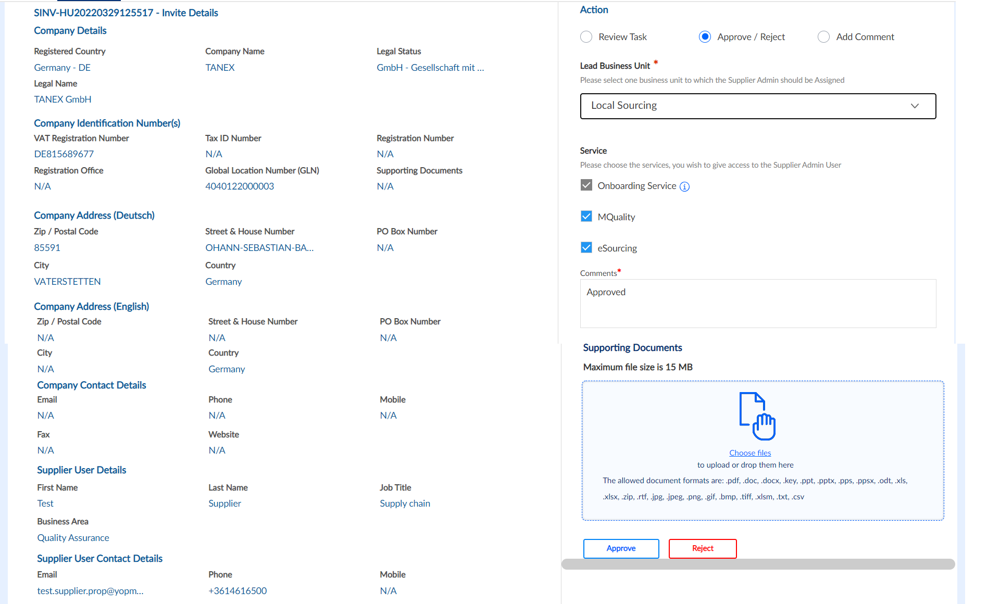 SINV-HU20220329125517 - Invite Details
Company Details
Registered Country Company Name Legal Status
Germany - DE TANEX GmbH - Gesellschaft mit ...
Legal Name
TANEX GmbH
Company Identification Number(s)
VAT Registration Number Tax ID Number Registration Number
DE815689677 N/A N/A
Registration Office Global Location Number (GLN) Supporting Documents
N/A 4040122000003 N/A
Company Address (Deutsch)
Zip / Postal Code Street & House Number PO Box Number
85591 OHANN-SEBASTIAN-BA... N/A
City Country
VATERSTETTEN Germany
Company Address (English)
Zip / Postal Code Street & House Number PO Box Number
N/A N/A N/A
City Country
N/A Germany
Company Contact Details
Email Phone Mobile
N/A N/A N/A
Fax Website
N/A N/A
Supplier User Details
First Name Last Name Job Title
Test Supplier Supply chain
Business Area
Quality Assurance
Supplier User Contact Details
Email Phone Mobile
test.supplier.prop@yopm... +3614616500 N/A
Action
Review Task Approve / Reject Add Comment
Lead Business Unit *
Please select one business unit to which the Supplier Admin should be Assigned
Local Sourcing
Service
Please choose the services, you wish to give access to the Supplier Admin User
Onboarding Service
MQuality
eSourcing
Comments*
Approved
Supporting Documents
Maximum file size is 15 MB
Choose files
to upload or drop them here
The allowed document formats are: .pdf, .doc, .docx, .key, .ppt, .pptx, .pps, .ppsx, .odt, .xls,
.xlsx, .zip, .rtf, .jpg, .jpeg, .png, .gif, .bmp, .tiff, .xlsm, .txt, .csv
Approve Reject